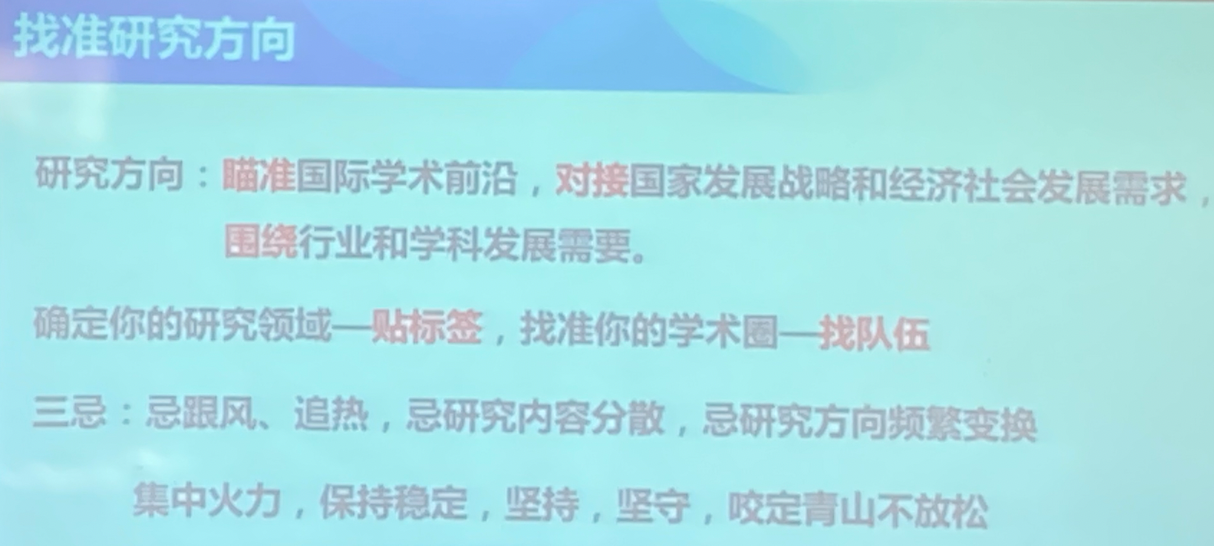 找准研究方向
研究方向：瞄准国际学术前沿，对接国家发展战略和经济社会发展需求，
围绕行业和学科发展需要。
确定你的研究领域—贴标签，找准你的学术圈—找队伍
三忌：忌跟风、追热，忌研究内容分散，忌研究方向频繁变换
集中火力，保持稳定，坚持，坚守，咬定青山不放松